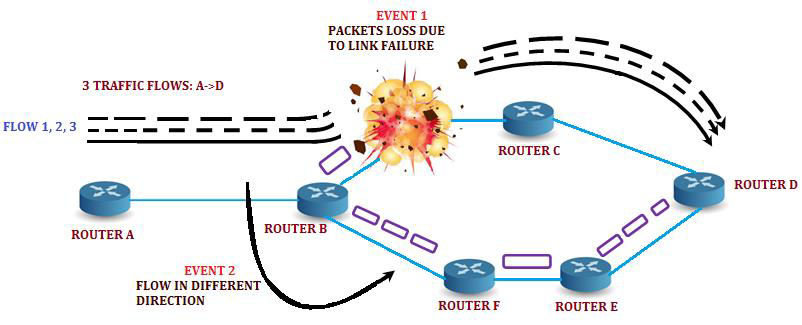 EVENT 1
PACKETS LOSS DUE
TO LINK FAILURE
3 TRAFFIC FLOWS: A->D
FLOW 1, 2, 3
ROUTER C
ROUTER D
ROUTER A
ROUTER B
EVENT 2
FLOW IN DIFFERENT
DIRECTION
ROUTER F
ROUTER E